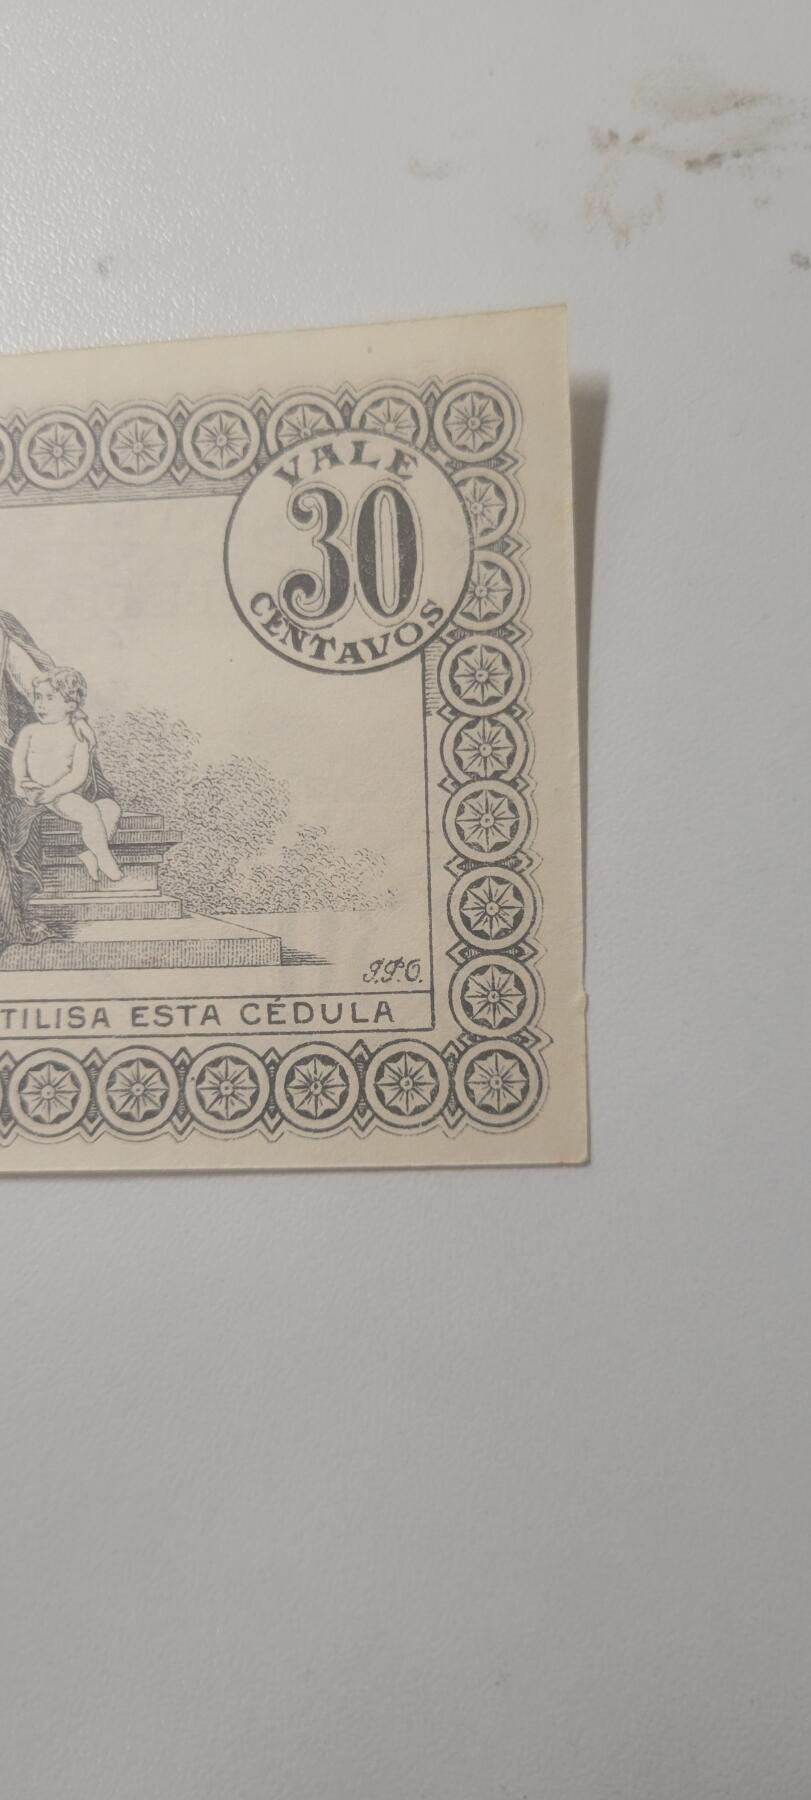 VALE
30
CENTAVOS
J.P.O.
TILISA ESTA CÉDULA